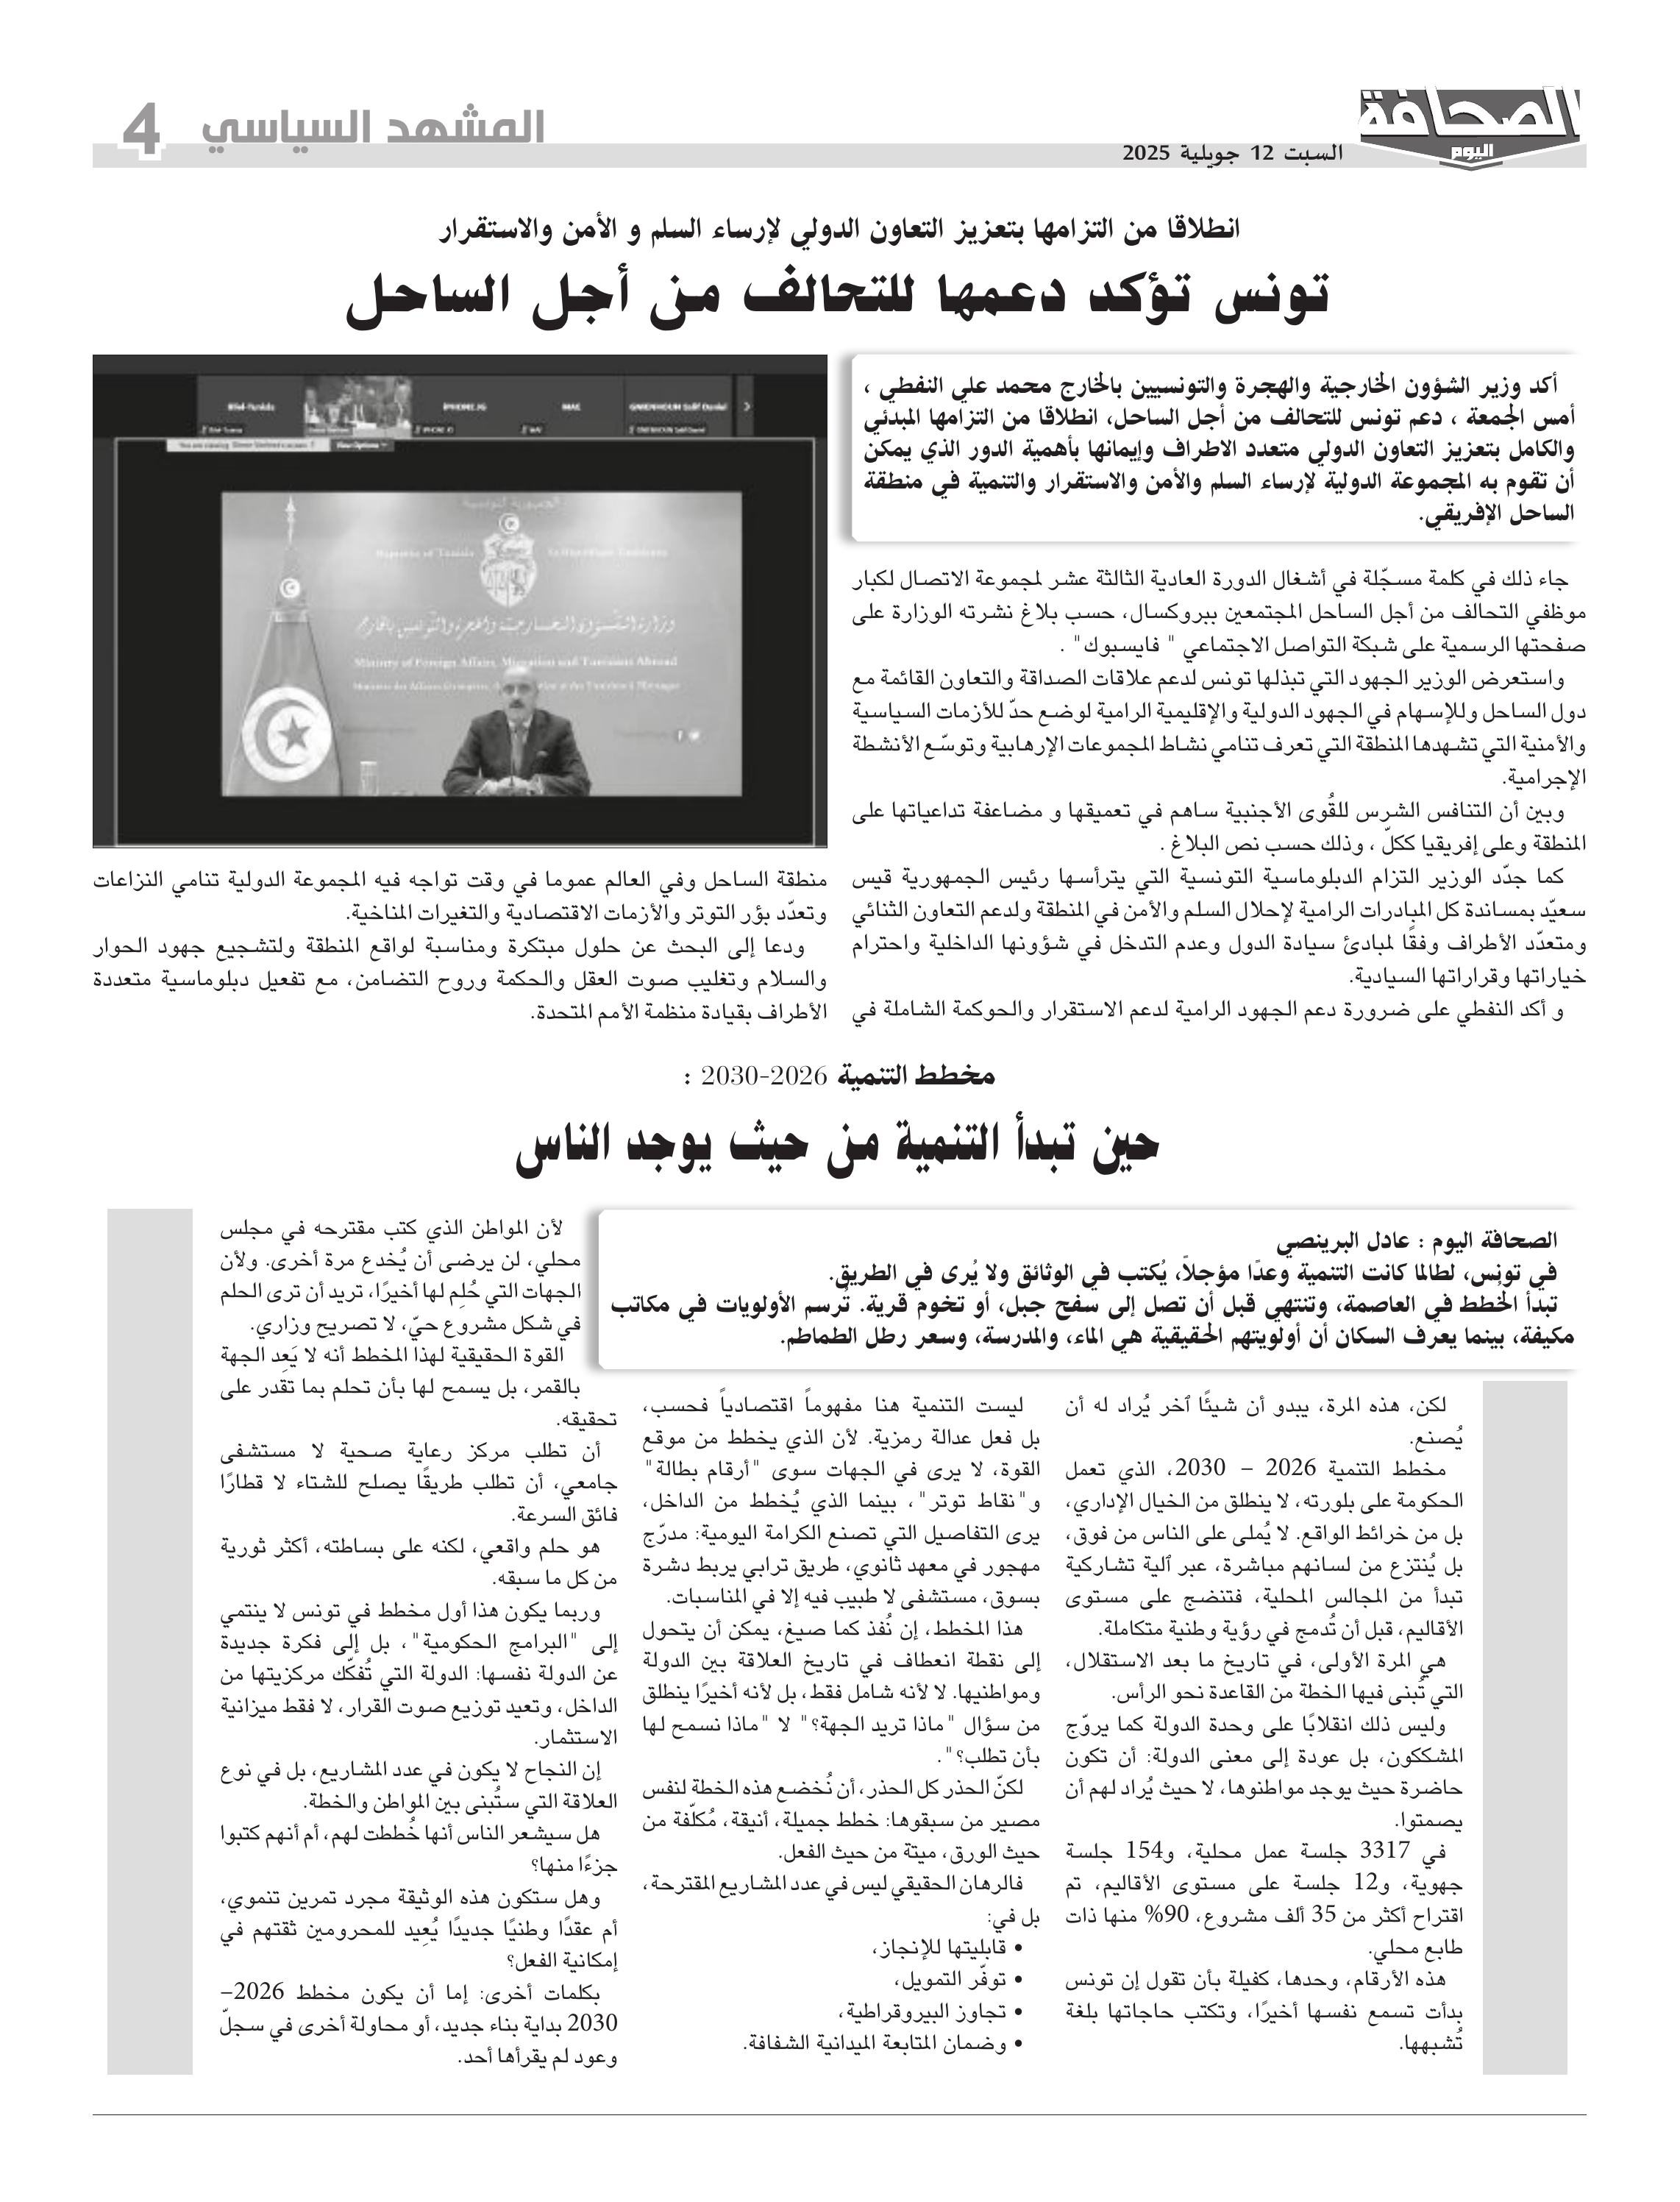 الصحافة
اليوم
السبت 12 جويلية 2025
المشهد السياسي
4
انطلاقا من التزامها بتعزيز التعاون الدولي لإرساء السلم و الأمن والاستقرار
تونس تؤكد دعمها للتحالف من أجل الساحل
أكد وزير الشؤون الخارجية والهجرة والتونسيين بالخارج محمد علي النفطي ،
أمس الجمعة ، دعم تونس للتحالف من أجل الساحل، انطلاقا من التزامها المبدئي
والكامل بتعزيز التعاون الدولي متعدد الاطراف وإيمانها بأهمية الدور الذي يمكن
أن تقوم به المجموعة الدولية لإرساء السلم والأمن والاستقرار والتنمية في منطقة
الساحل الإفريقي.
جاء ذلك في كلمة مسجّلة في أشغال الدورة العادية الثالثة عشر لمجموعة الاتصال لكبار
موظفي التحالف من أجل الساحل المجتمعين ببروكسال، حسب بلاغ نشرته الوزارة على
صفحتها الرسمية على شبكة التواصل الاجتماعي " فايسبوك" .
واستعرض الوزير الجهود التي تبذلها تونس لدعم علاقات الصداقة والتعاون القائمة مع
دول الساحل وللإسهام في الجهود الدولية والإقليمية الرامية لوضع حدّ للأزمات السياسية
والأمنية التي تشهدها المنطقة التي تعرف تنامي نشاط المجموعات الإرهابية وتوسّع الأنشطة
الإجرامية.
وبين أن التنافس الشرس للقُوى الأجنبية ساهم في تعميقها و مضاعفة تداعياتها على
المنطقة وعلى إفريقيا ككلّ ، وذلك حسب نص البلاغ .
كما جدّد الوزير التزام الدبلوماسية التونسية التي يترأسها رئيس الجمهورية قيس
سعيّد بمساندة كل المبادرات الرامية لإحلال السلم والأمن في المنطقة ولدعم التعاون الثنائي
ومتعدّد الأطراف وفقًا لمبادئ سيادة الدول وعدم التدخل في شؤونها الداخلية واحترام
خياراتها وقراراتها السيادية.
و أكد النفطي على ضرورة دعم الجهود الرامية لدعم الاستقرار والحوكمة الشاملة في
IPHONE JG
MAE
GWENHOUN Sulif Daniel
View Options
Republic of Tunisia
وزارة الشؤون الخارجية والهجرة والتونسيين بالخارج
Ministry of Foreign Affairs, Migration and Tunisians Abroad
منطقة الساحل وفي العالم عموما في وقت تواجه فيه المجموعة الدولية تنامي النزاعات
وتعدّد بؤر التوتر والأزمات الاقتصادية والتغيرات المناخية.
ودعا إلى البحث عن حلول مبتكرة ومناسبة لواقع المنطقة ولتشجيع جهود الحوار
والسلام وتغليب صوت العقل والحكمة وروح التضامن، مع تفعيل دبلوماسية متعددة
الأطراف بقيادة منظمة الأمم المتحدة.
مخطط التنمية 2026-2030 :
حين تبدأ التنمية من حيث يوجد الناس
الصحافة اليوم : عادل البرينصي
في تونس، لطالما كانت التنمية وعدًا مؤجلاً، يُكتب في الوثائق ولا يُرى في الطريق.
تبدأ الخُطط في العاصمة، وتنتهي قبل أن تصل إلى سفح جبل، أو تخوم قرية. تُرسم الأولويات في مكاتب
مكيفة، بينما يعرف السكان أن أولويتهم الحقيقية هي الماء، والمدرسة، وسعر رطل الطماطم.
لكن، هذه المرة، يبدو أن شيئًا آخر يُراد له أن
يُصنع.
مخطط التنمية 2026 – 2030، الذي تعمل
الحكومة على بلورته، لا ينطلق من الخيال الإداري،
بل من خرائط الواقع. لا يُملى على الناس من فوق،
بل يُنتزع من لسانهم مباشرة، عبر آلية تشاركية
تبدأ من المجالس المحلية، فتنضج على مستوى
الأقاليم، قبل أن تُدمج في رؤية وطنية متكاملة.
هي المرة الأولى، في تاريخ ما بعد الاستقلال،
التي تُبنى فيها الخطة من القاعدة نحو الرأس.
وليس ذلك انقلابًا على وحدة الدولة كما يروّج
المشككون، بل عودة إلى معنى الدولة: أن تكون
حاضرة حيث يوجد مواطنوها، لا حيث يُراد لهم أن
يصمتوا.
في 3317 جلسة عمل محلية، و154 جلسة
جهوية، و12 جلسة على مستوى الأقاليم، تم
اقتراح أكثر من 35 ألف مشروع، 90% منها ذات
طابع محلي.
هذه الأرقام، وحدها، كفيلة بأن تقول إن تونس
بدأت تسمع نفسها أخيرًا، وتكتب حاجاتها بلغة
تُشبهها.
ليست التنمية هنا مفهوماً اقتصادياً فحسب،
بل فعل عدالة رمزية. لأن الذي يخطط من موقع
القوة، لا يرى في الجهات سوى "أرقام بطالة"
و"نقاط توتر"، بينما الذي يُخطط من الداخل،
يرى التفاصيل التي تصنع الكرامة اليومية: مدرّج
مهجور في معهد ثانوي، طريق ترابي يربط دشرة
بسوق، مستشفى لا طبيب فيه إلا في المناسبات.
هذا المخطط، إن نُفذ كما صيغ، يمكن أن يتحول
إلى نقطة انعطاف في تاريخ العلاقة بين الدولة
ومواطنيها. لا لأنه شامل فقط، بل لأنه أخيرًا ينطلق
من سؤال "ماذا تريد الجهة؟" لا "ماذا نسمح لها
بأن تطلب؟".
لكنّ الحذر كل الحذر، أن نُخضع هذه الخطة لنفس
مصير من سبقوها: خطط جميلة، أنيقة، مُكلّفة من
حيث الورق، ميتة من حيث الفعل.
فالرهان الحقيقي ليس في عدد المشاريع المقترحة،
بل في:
• قابليتها للإنجاز،
• توفّر التمويل،
• تجاوز البيروقراطية،
• وضمان المتابعة الميدانية الشفافة.
لأن المواطن الذي كتب مقترحه في مجلس
محلي، لن يرضى أن يُخدع مرة أخرى. ولأن
الجهات التي حُلِم لها أخيرًا، تريد أن ترى الحلم
في شكل مشروع حيّ، لا تصريح وزاري.
القوة الحقيقية لهذا المخطط أنه لا يَعِد الجهة
بالقمر، بل يسمح لها بأن تحلم بما تقدر على
تحقيقه.
أن تطلب مركز رعاية صحية لا مستشفى
جامعي، أن تطلب طريقًا يصلح للشتاء لا قطارًا
فائق السرعة.
هو حلم واقعي، لكنه على بساطته، أكثر ثورية
من كل ما سبقه.
وربما يكون هذا أول مخطط في تونس لا ينتمي
إلى "البرامج الحكومية"، بل إلى فكرة جديدة
عن الدولة نفسها: الدولة التي تُفكّك مركزيتها من
الداخل، وتعيد توزيع صوت القرار، لا فقط ميزانية
الاستثمار.
إن النجاح لا يكون في عدد المشاريع، بل في نوع
العلاقة التي ستُبنى بين المواطن والخطة.
هل سيشعر الناس أنها خُططت لهم، أم أنهم كتبوا
جزءًا منها؟
وهل ستكون هذه الوثيقة مجرد تمرين تنموي،
أم عقدًا وطنيًا جديدًا يُعِيد للمحرومين ثقتهم في
إمكانية الفعل؟
بكلمات أخرى: إما أن يكون مخطط 2026–
2030 بداية بناء جديد، أو محاولة أخرى في سجلّ
وعود لم يقرأها أحد.